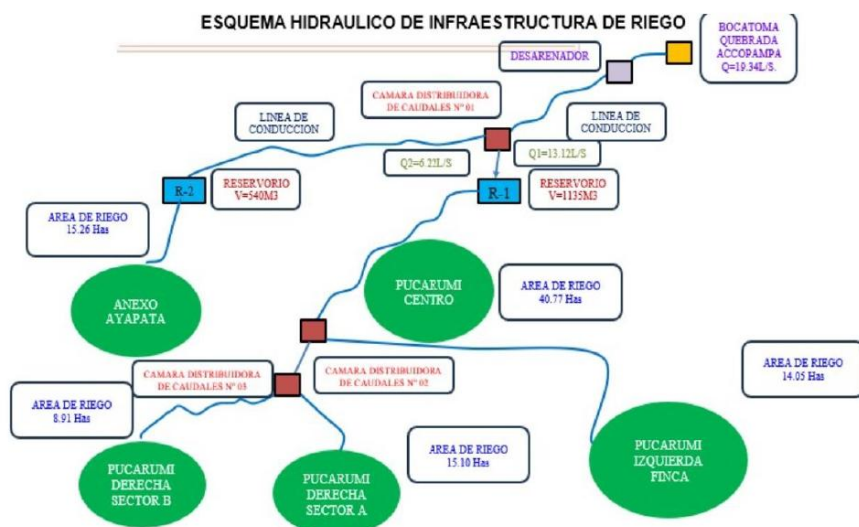 ESQUEMA HIDRAULICO DE INFRAESTRUCTURA DE RIEGO
BOCATOMA
QUEBRADA
ACCOPAMPA
Q=19.34L/S.
DESARENADOR
CAMARA DISTRIBUIDORA
DE CAUDALES Nº 01
LINEA DE
CONDUCCION
LINEA DE
CONDUCCION
Q2=6.22L/S
Q1=13.12L/S
R-2
RESERVORIO
V=540M3
R-1
RESERVORIO
V=1135M3
AREA DE RIEGO
15.26 Has
ANEXO
AYAPATA
PUCARUMI
CENTRO
AREA DE RIEGO
40.77 Has
CAMARA DISTRIBUIDORA
DE CAUDALES Nº 03
CAMARA DISTRIBUIDORA
DE CAUDALES Nº 02
AREA DE RIEGO
14.05 Has
AREA DE RIEGO
8.91 Has
AREA DE RIEGO
15.10 Has
PUCARUMI
DERECHA
SECTOR B
PUCARUMI
DERECHA
SECTOR A
PUCARUMI
IZQUIERDA
FINCA